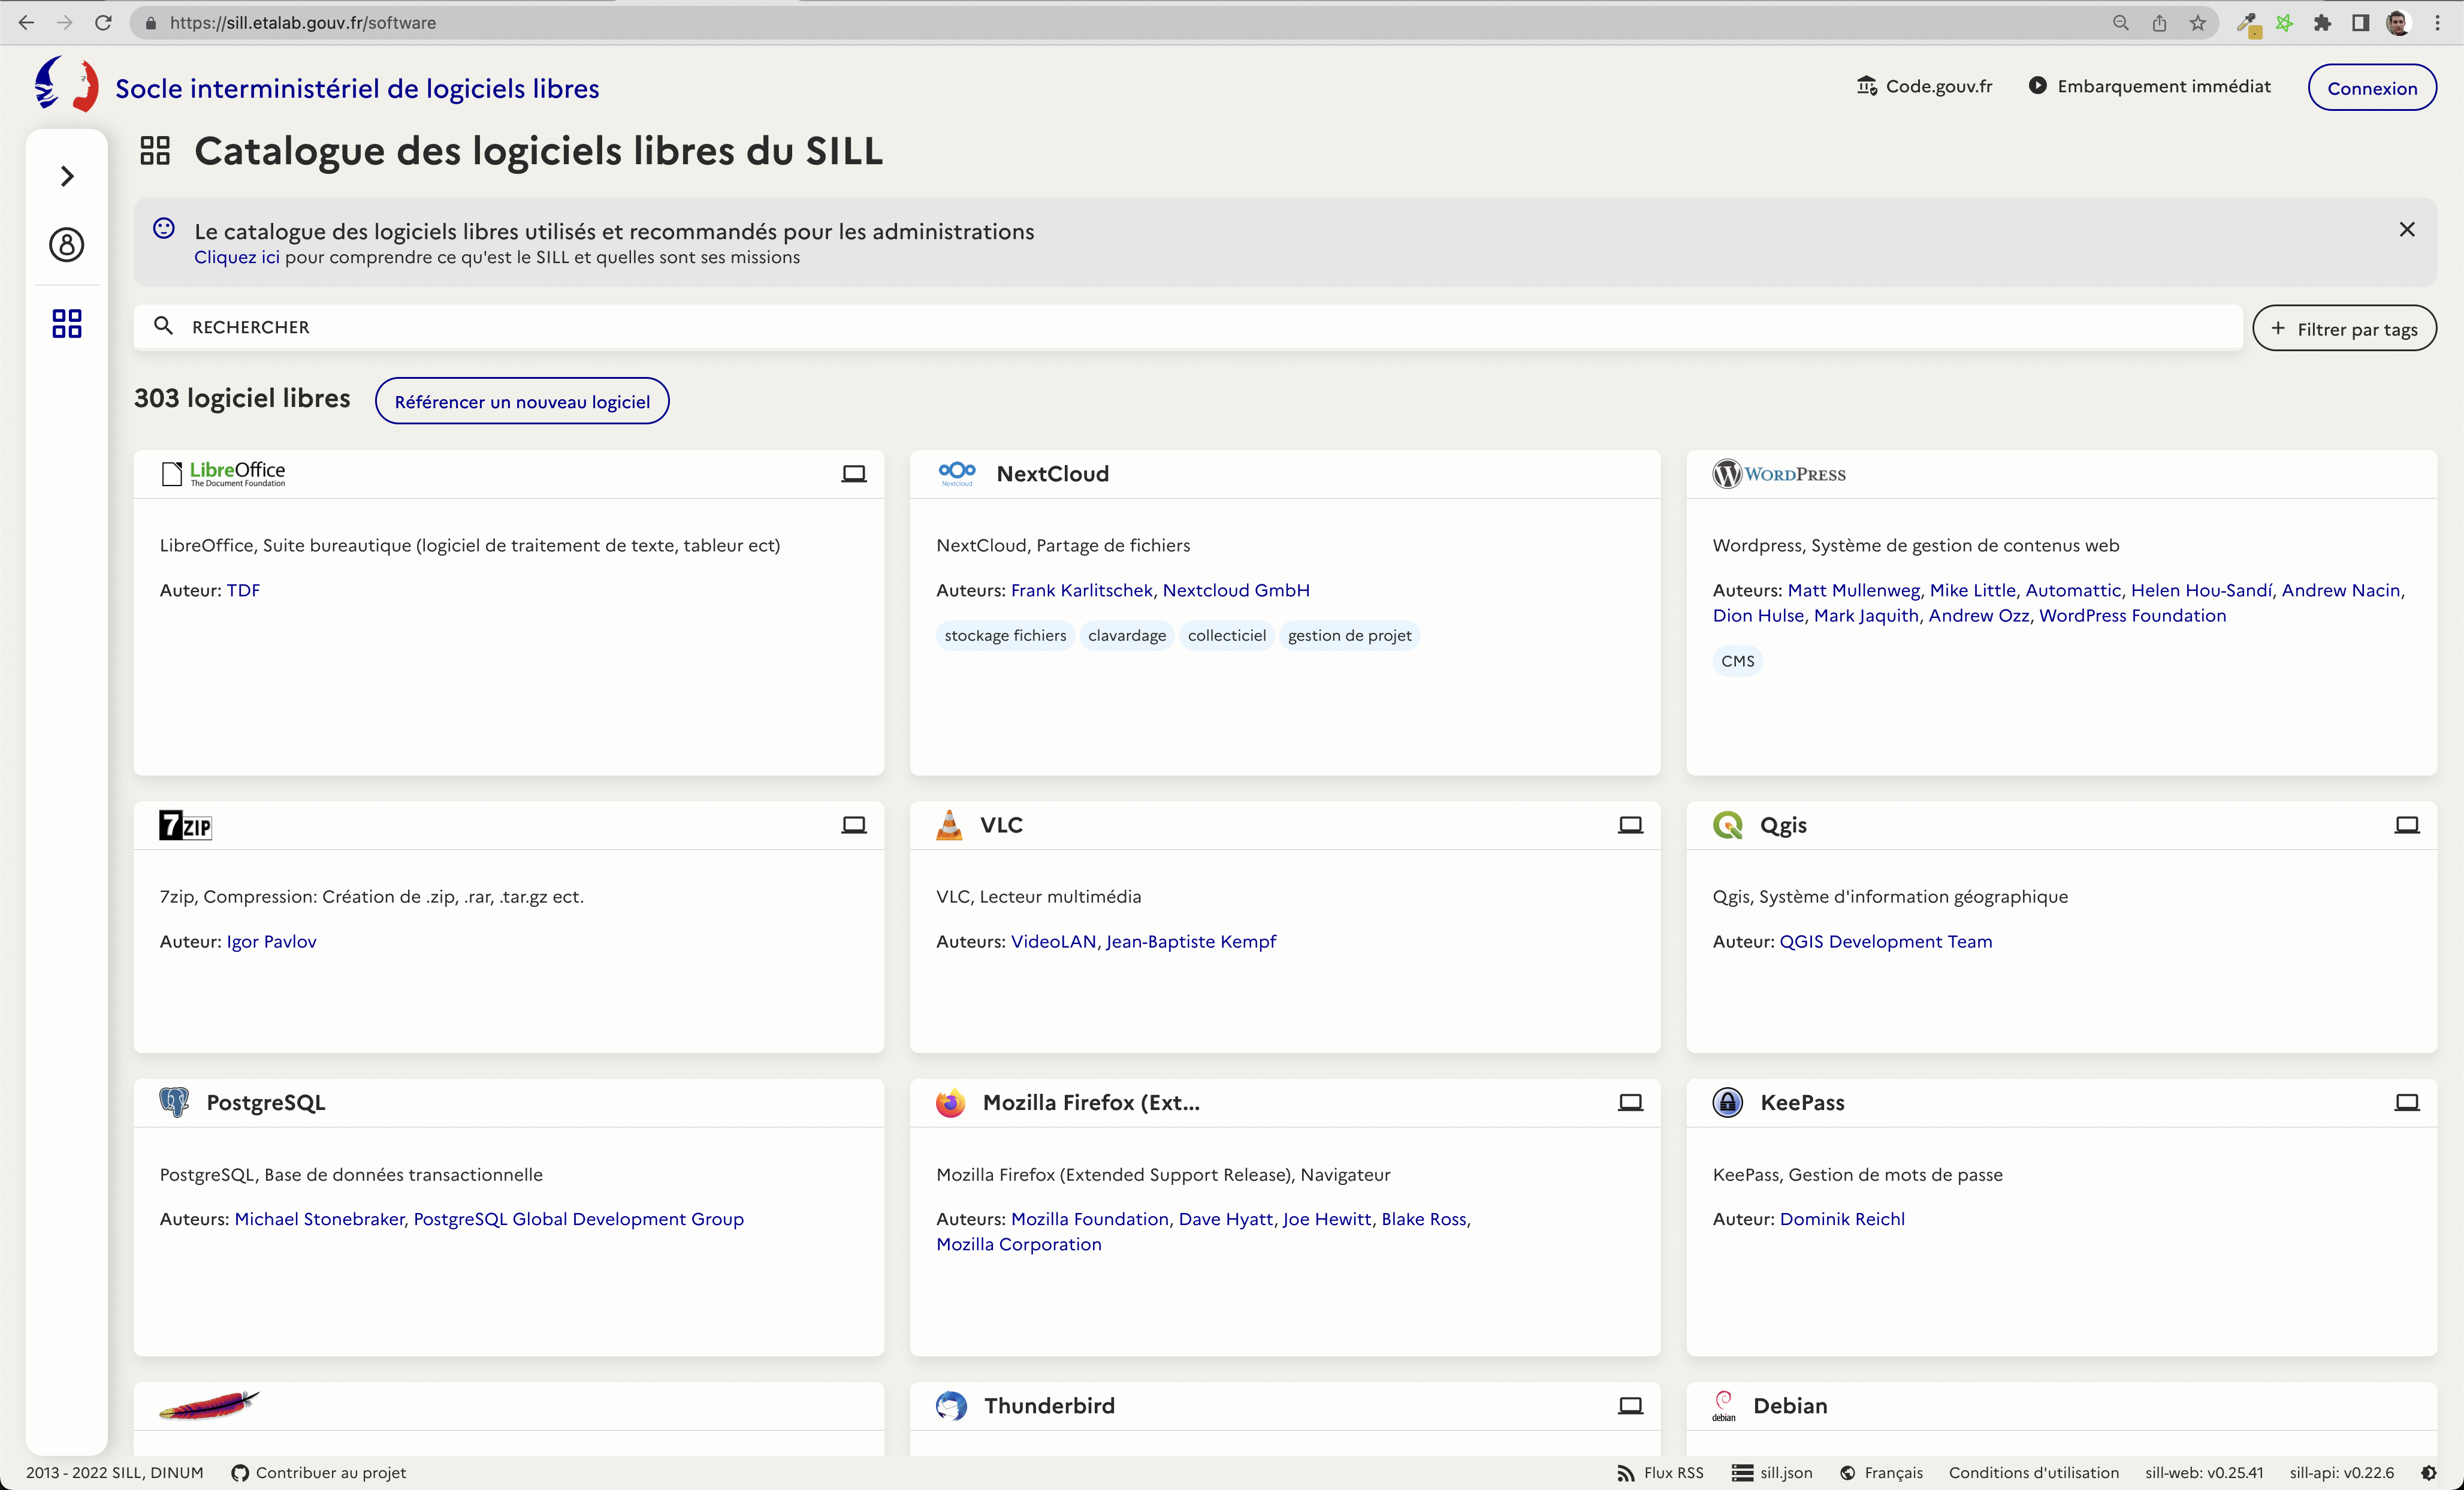 https://sill.etalab.gouv.fr/software
Socle interministériel de logiciels libres
Code.gouv.fr
Embarquement immédiat
Connexion
Catalogue des logiciels libres du SILL
Le catalogue des logiciels libres utilisés et recommandés pour les administrations
Cliquez ici pour comprendre ce qu'est le SILL et quelles sont ses missions
RECHERCHER
Filtrer par tags
303 logiciel libres
Référencer un nouveau logiciel
LibreOffice
The Document Foundation
LibreOffice, Suite bureautique (logiciel de traitement de texte, tableur ect)
Auteur: TDF
Nextcloud
NextCloud
NextCloud, Partage de fichiers
Auteurs: Frank Karlitschek, Nextcloud GmbH
stockage fichiers clavardage collecticiel gestion de projet
WORDPRESS
Wordpress, Système de gestion de contenus web
Auteurs: Matt Mullenweg, Mike Little, Automattic, Helen Hou-Sandí, Andrew Nacin,
Dion Hulse, Mark Jaquith, Andrew Ozz, WordPress Foundation
CMS
7ZIP
7zip, Compression: Création de .zip, .rar, .tar.gz ect.
Auteur: Igor Pavlov
VLC
VLC, Lecteur multimédia
Auteurs: VideoLAN, Jean-Baptiste Kempf
Qgis
Qgis, Système d'information géographique
Auteur: QGIS Development Team
PostgreSQL
PostgreSQL, Base de données transactionnelle
Auteurs: Michael Stonebraker, PostgreSQL Global Development Group
Mozilla Firefox (Ext...
Mozilla Firefox (Extended Support Release), Navigateur
Auteurs: Mozilla Foundation, Dave Hyatt, Joe Hewitt, Blake Ross,
Mozilla Corporation
KeePass
KeePass, Gestion de mots de passe
Auteur: Dominik Reichl
Thunderbird
debian
Debian
2013 - 2022 SILL, DINUM
Contribuer au projet
Flux RSS
sill.json
Français
Conditions d'utilisation
sill-web: v0.25.41
sill-api: v0.22.6